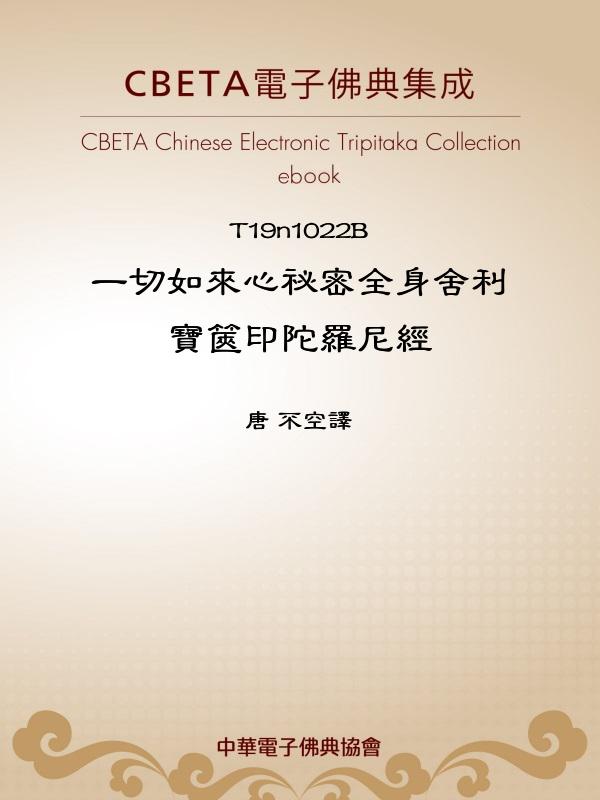 CBETA電子佛典集成
CBETA Chinese Electronic Tripitaka Collection
ebook
T19n1022B
一切如來心祕密全身舍利
寶篋印陀羅尼經
唐 不空譯
中華電子佛典協會